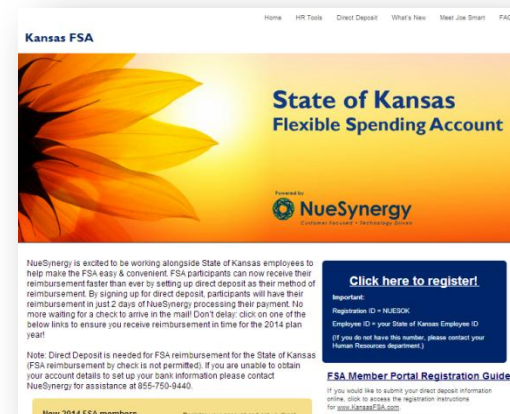 Home HR Tools Direct Deposit What's New Meet Joe Smart FAQ
Kansas FSA
State of Kansas
Flexible Spending Account
Powered by
NueSynergy
Customer Focused • Technology Driven
NueSynergy is excited to be working alongside State of Kansas employees to
help make the FSA easy & convenient. FSA participants can now receive their
reimbursement faster than ever by setting up direct deposit as their method of
reimbursement. By signing up for direct deposit, participants will have their
reimbursement in just 2 days of NueSynergy processing their payment. No
more waiting for a check to arrive in the mail! Don't delay: click on one of the
below links to ensure you receive reimbursement in time for the 2014 plan
year!
Note: Direct Deposit is needed for FSA reimbursement for the State of Kansas
(FSA reimbursement by check is not permitted). If you are unable to obtain
your account details to set up your bank information please contact
NueSynergy for assistance at 855-750-9440.
Click here to register!
Important:
Registration ID = NUESOK
Employee ID = your State of Kansas Employee ID
(If you do not have this number, please contact your
Human Resources department.)
FSA Member Portal Registration Guide
If you would like to submit your direct deposit information
online, click to access the registration instructions
for www.KansasFSA.com.
New 2014 FSA members